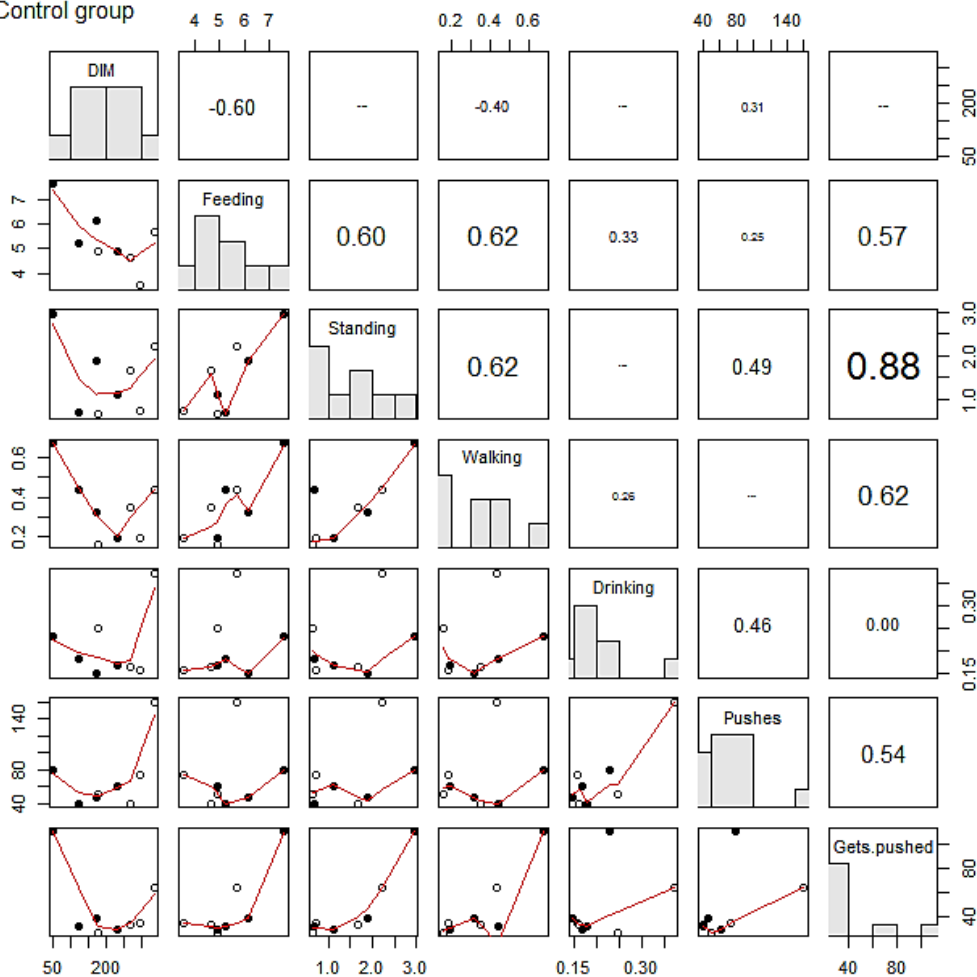 Control group
4 5 6 7 0.2 0.4 0.6 40 80 140
DIM -0.60 -- -0.40 -- 0.31 -- 50 200
7 6 5 4 Feeding 0.60 0.62 0.33 0.25 0.57
Standing 0.62 -- 0.49 0.88 3.0 2.0 1.0
0.6 0.4 0.2 Walking 0.26 -- 0.62
Drinking 0.46 0.00 0.30 0.15
140 80 40 Pushes 0.54
Gets.pushed 80 40
50 200 1.0 2.0 3.0 0.15 0.30 40 80